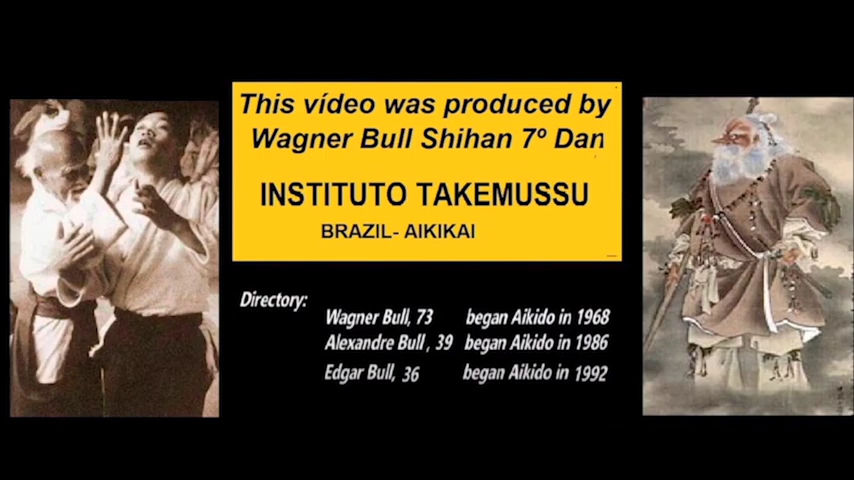 This vídeo was produced by
Wagner Bull Shihan 7º Dan
INSTITUTO TAKEMUSSU
BRAZIL- AIKIKAI
Directory:
Wagner Bull, 73 began Aikido in 1968
Alexandre Bull , 39 began Aikido in 1986
Edgar Bull, 36 began Aikido in 1992